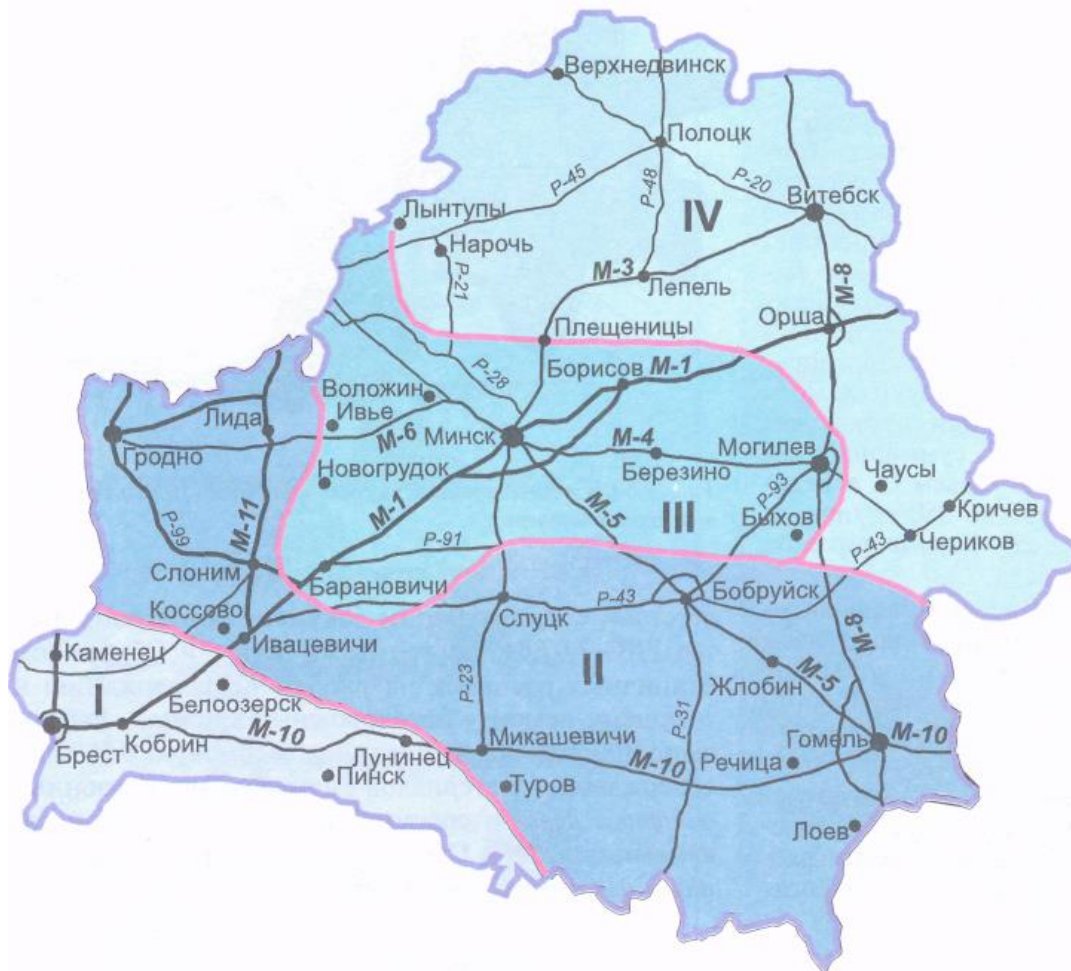 Верхнедвинск
Полоцк
Р-45
Р-48
Р-20
Витебск
IV
Лынтупы
Нарочь
Р-21
М-3
Лепель
М-8
Орша
Плещеницы
Борисов
М-1
Р-28
Воложин
Ивье
Лида
Гродно
М-6
Минск
М-4
Березино
Могилев
Чаусы
Кричев
Новогрудок
М-1
М-5
III
Р-93
Быхов
Чериков
Р-43
Р-99
М-11
Р-91
Слоним
Барановичи
Коссово
Ивацевичи
Слуцк
Р-43
Бобруйск
М-8
Каменец
I
Белоозерск
Р-23
II
Жлобин
М-5
Р-31
Брест
Кобрин
М-10
Лунинец
Микашевичи
Гомель
М-10
Пинск
Туров
М-10
Речица
Лоев